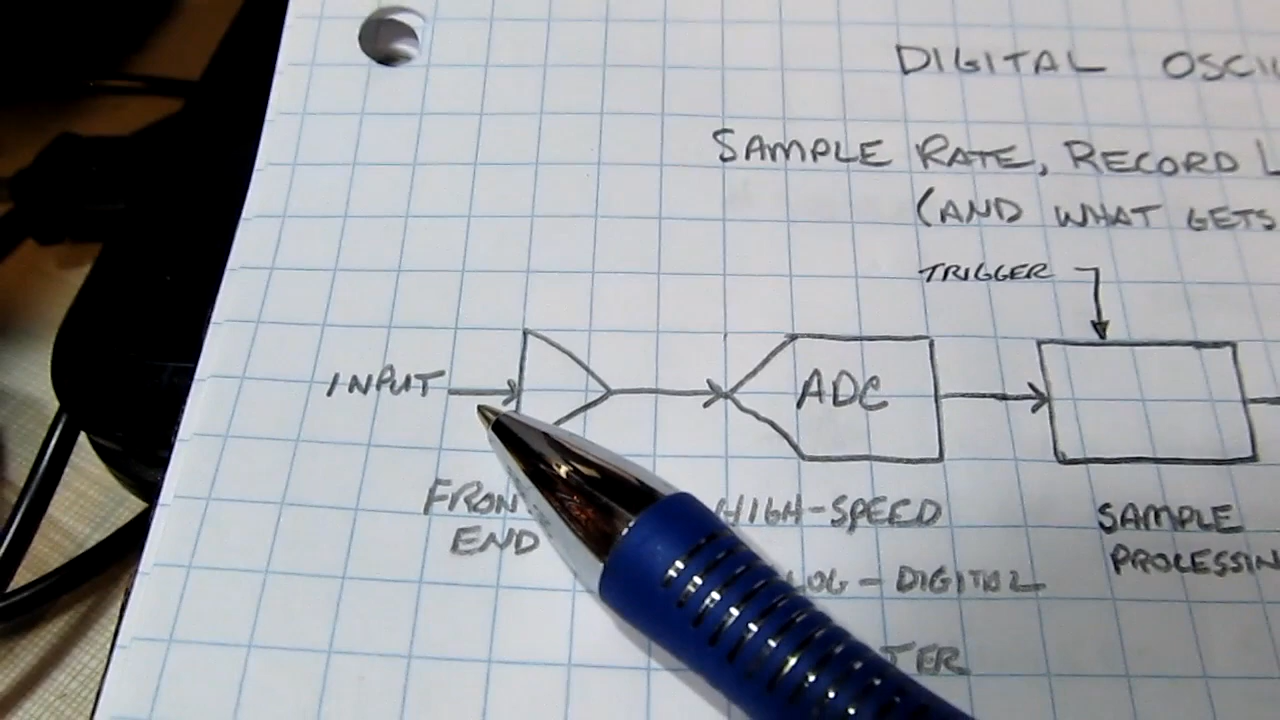 DIGITAL OSCIL
SAMPLE RATE, RECORD L
(AND WHAT GETS
TRIGGER
INPUT
ADC
FRON
END
HIGH-SPEED
LOG-DIGITAL
TER
SAMPLE
PROCESSIN